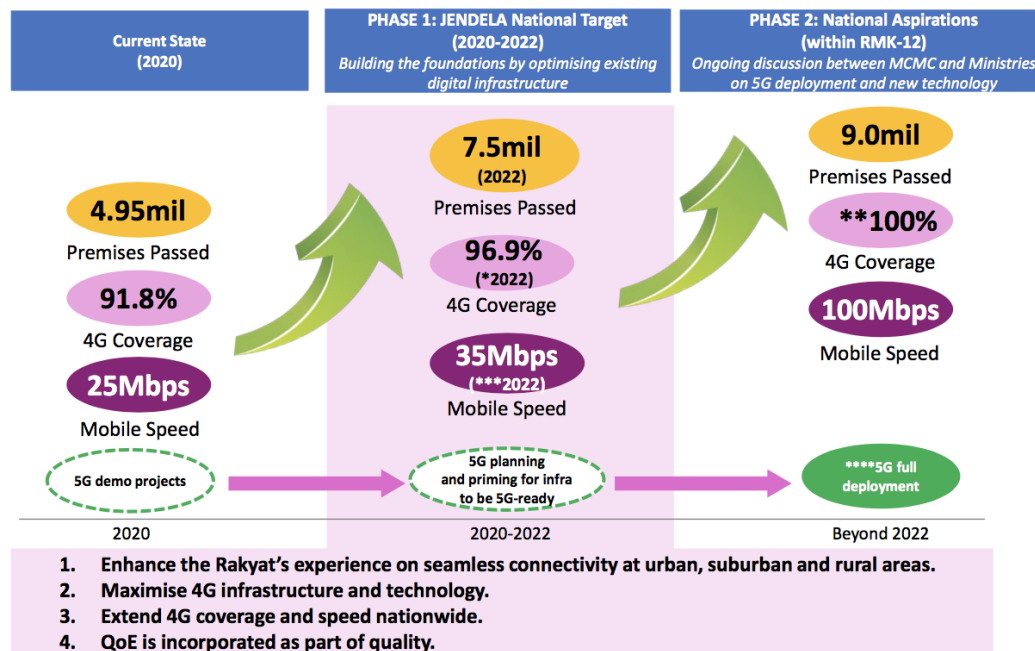 Current State
(2020)
PHASE 1: JENDELA National Target
(2020-2022)
Building the foundations by optimising existing
digital infrastructure
PHASE 2: National Aspirations
(within RMK-12)
Ongoing discussion between MCMC and Ministries
on 5G deployment and new technology
4.95mil
Premises Passed
91.8%
4G Coverage
25Mbps
Mobile Speed
5G demo projects
2020
7.5mil
(2022)
Premises Passed
96.9%
(*2022)
4G Coverage
35Mbps
(***2022)
Mobile Speed
5G planning
and priming for infra
to be 5G-ready
2020-2022
9.0mil
Premises Passed
**100%
4G Coverage
100Mbps
Mobile Speed
****5G full
deployment
Beyond 2022
1. Enhance the Rakyat's experience on seamless connectivity at urban, suburban and rural areas.
2. Maximise 4G infrastructure and technology.
3. Extend 4G coverage and speed nationwide.
4. QoE is incorporated as part of quality.